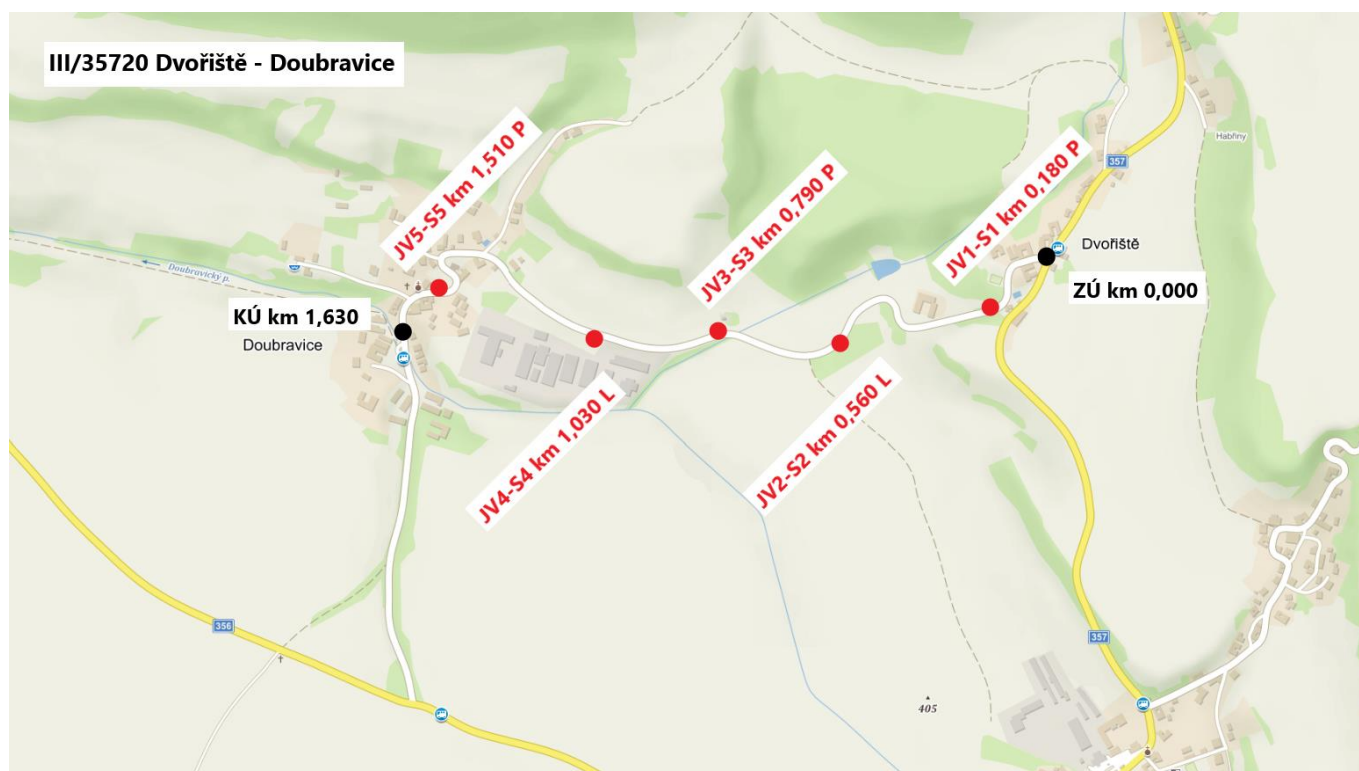 III/35720 Dvořiště - Doubravice
JV5-S5 km 1,510 P
JV3-S3 km 0,790 P
JV1-S1 km 0,180 P
Habřiny
357
Dvořiště
ZÚ km 0,000
Doubravický p.
KÚ km 1,630
Doubravice
JV4-S4 km 1,030 L
JV2-S2 km 0,560 L
356
357
405